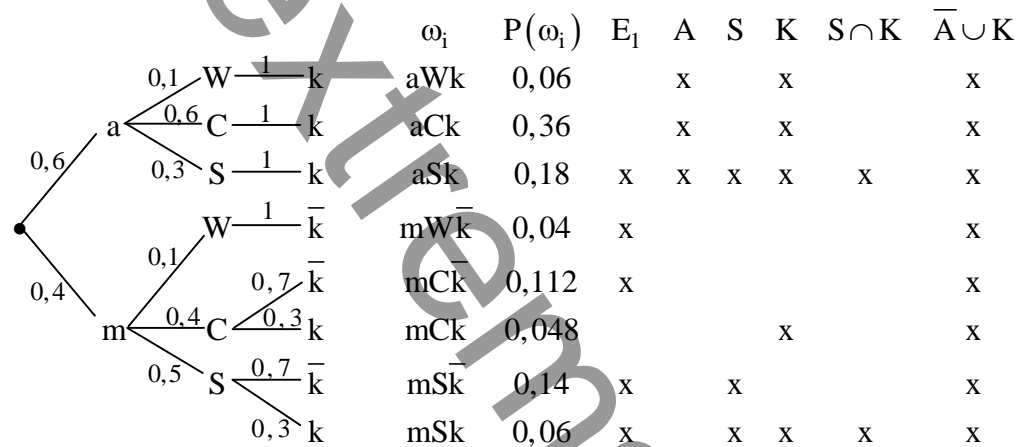 ωi P(ωi) E1 A S K S∩K A̅∪K
0,1 W 1 k aWk 0,06 x x x
a 0,6 C 1 k aCk 0,36 x x x
0,6 0,3 S 1 k aSk 0,18 x x x x x x
W 1 k̅ mWk̅ 0,04 x x
0,4 0,1 0,7 k̅ mCk̅ 0,112 x x
m 0,4 C 0,3 k mCk 0,048 x x
0,5 S 0,7 k̅ mSk̅ 0,14 x x x
0,3 k mSk 0,06 x x x x x
extrem